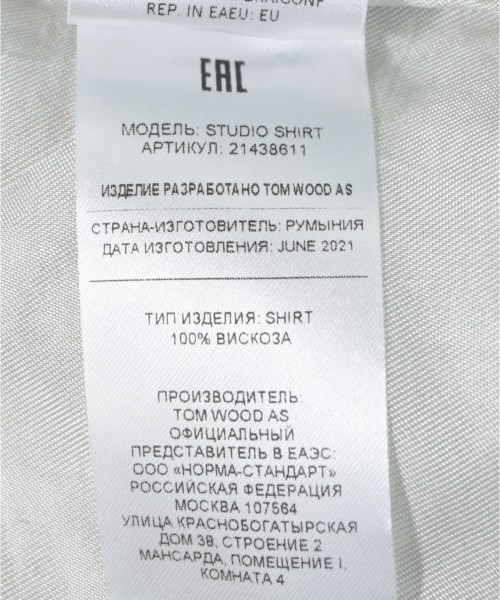 REP. IN EAEU: EU
EAC
МОДЕЛЬ: STUDIO SHIRT
АРТИКУЛ: 21438611
ИЗДЕЛИЕ РАЗРАБОТАНО TOM WOOD AS
СТРАНА-ИЗГОТОВИТЕЛЬ: РУМЫНИЯ
ДАТА ИЗГОТОВЛЕНИЯ: JUNE 2021
ТИП ИЗДЕЛИЯ: SHIRT
100% ВИСКОЗА
ПРОИЗВОДИТЕЛЬ:
TOM WOOD AS
ОФИЦИАЛЬНЫЙ
ПРЕДСТАВИТЕЛЬ В ЕАЭС:
ООО «НОРМА-СТАНДАРТ»
РОССИЙСКАЯ ФЕДЕРАЦИЯ
МОСКВА 107564
УЛИЦА КРАСНОБОГАТЫРСКАЯ
ДОМ 38, СТРОЕНИЕ 2
МАНСАРДА, ПОМЕЩЕНИЕ I,
КОМНАТА 4